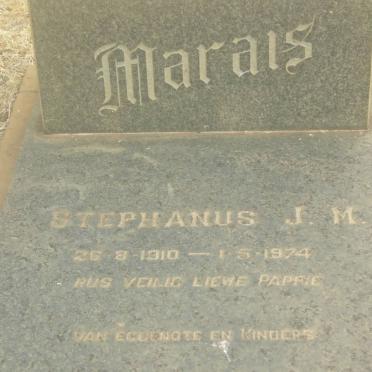 Marais
STEPHANUS J. M.
26-8-1910 — 1-5-1974
RUS VEILIG LIEWE PAPPIE
VAN EGGENOTE EN KINDERS